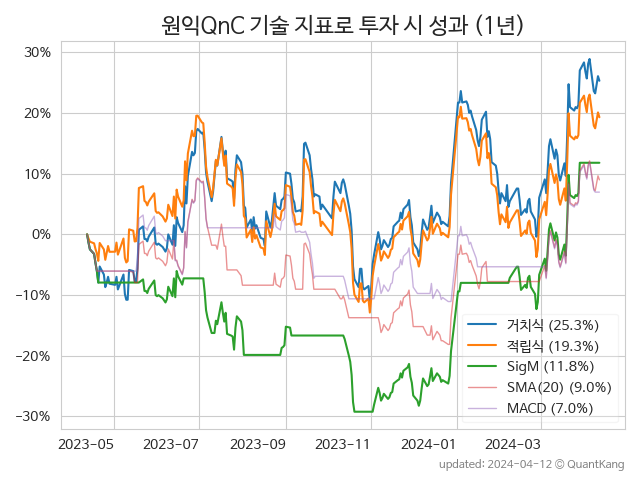 원익QnC 기술 지표로 투자 시 성과 (1년)
30%
20%
10%
0%
−10%
−20%
−30%
거치식 (25.3%)
적립식 (19.3%)
SigM (11.8%)
SMA(20) (9.0%)
MACD (7.0%)
2023-05
2023-07
2023-09
2023-11
2024-01
2024-03
updated: 2024-04-12 © QuantKang